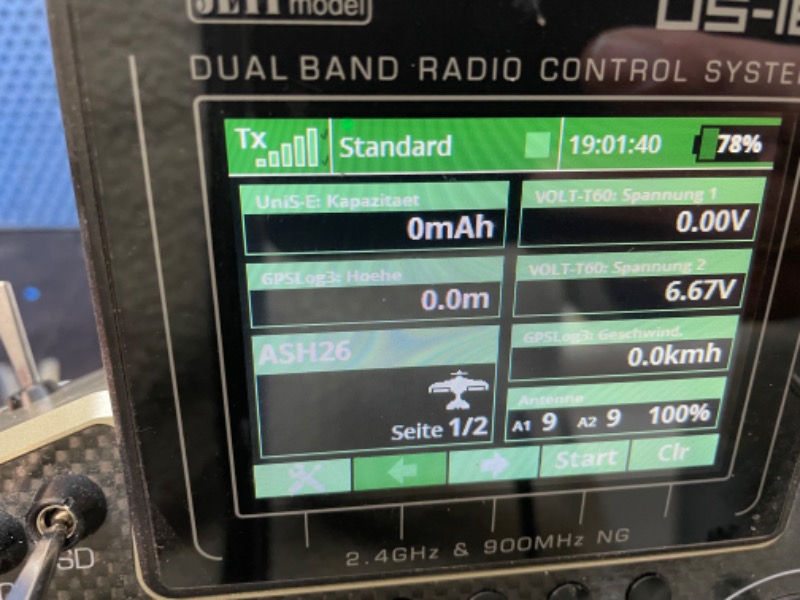 JETI model
DUAL BAND RADIO CONTROL
Tx Standard 19:01:40 78%
UniS-E: Kapazitaet
0mAh
VOLT-T60: Spannung 1
0.00V
GPSLog3: Hoehe
0.0m
VOLT-T60: Spannung 2
6.67V
ASH26
Seite 1/2
GPSLog3: Geschwind.
0.0kmh
Antenne
A1 9 A2 9 100%
Start Clr
2.4GHz & 900MHz NG
SD